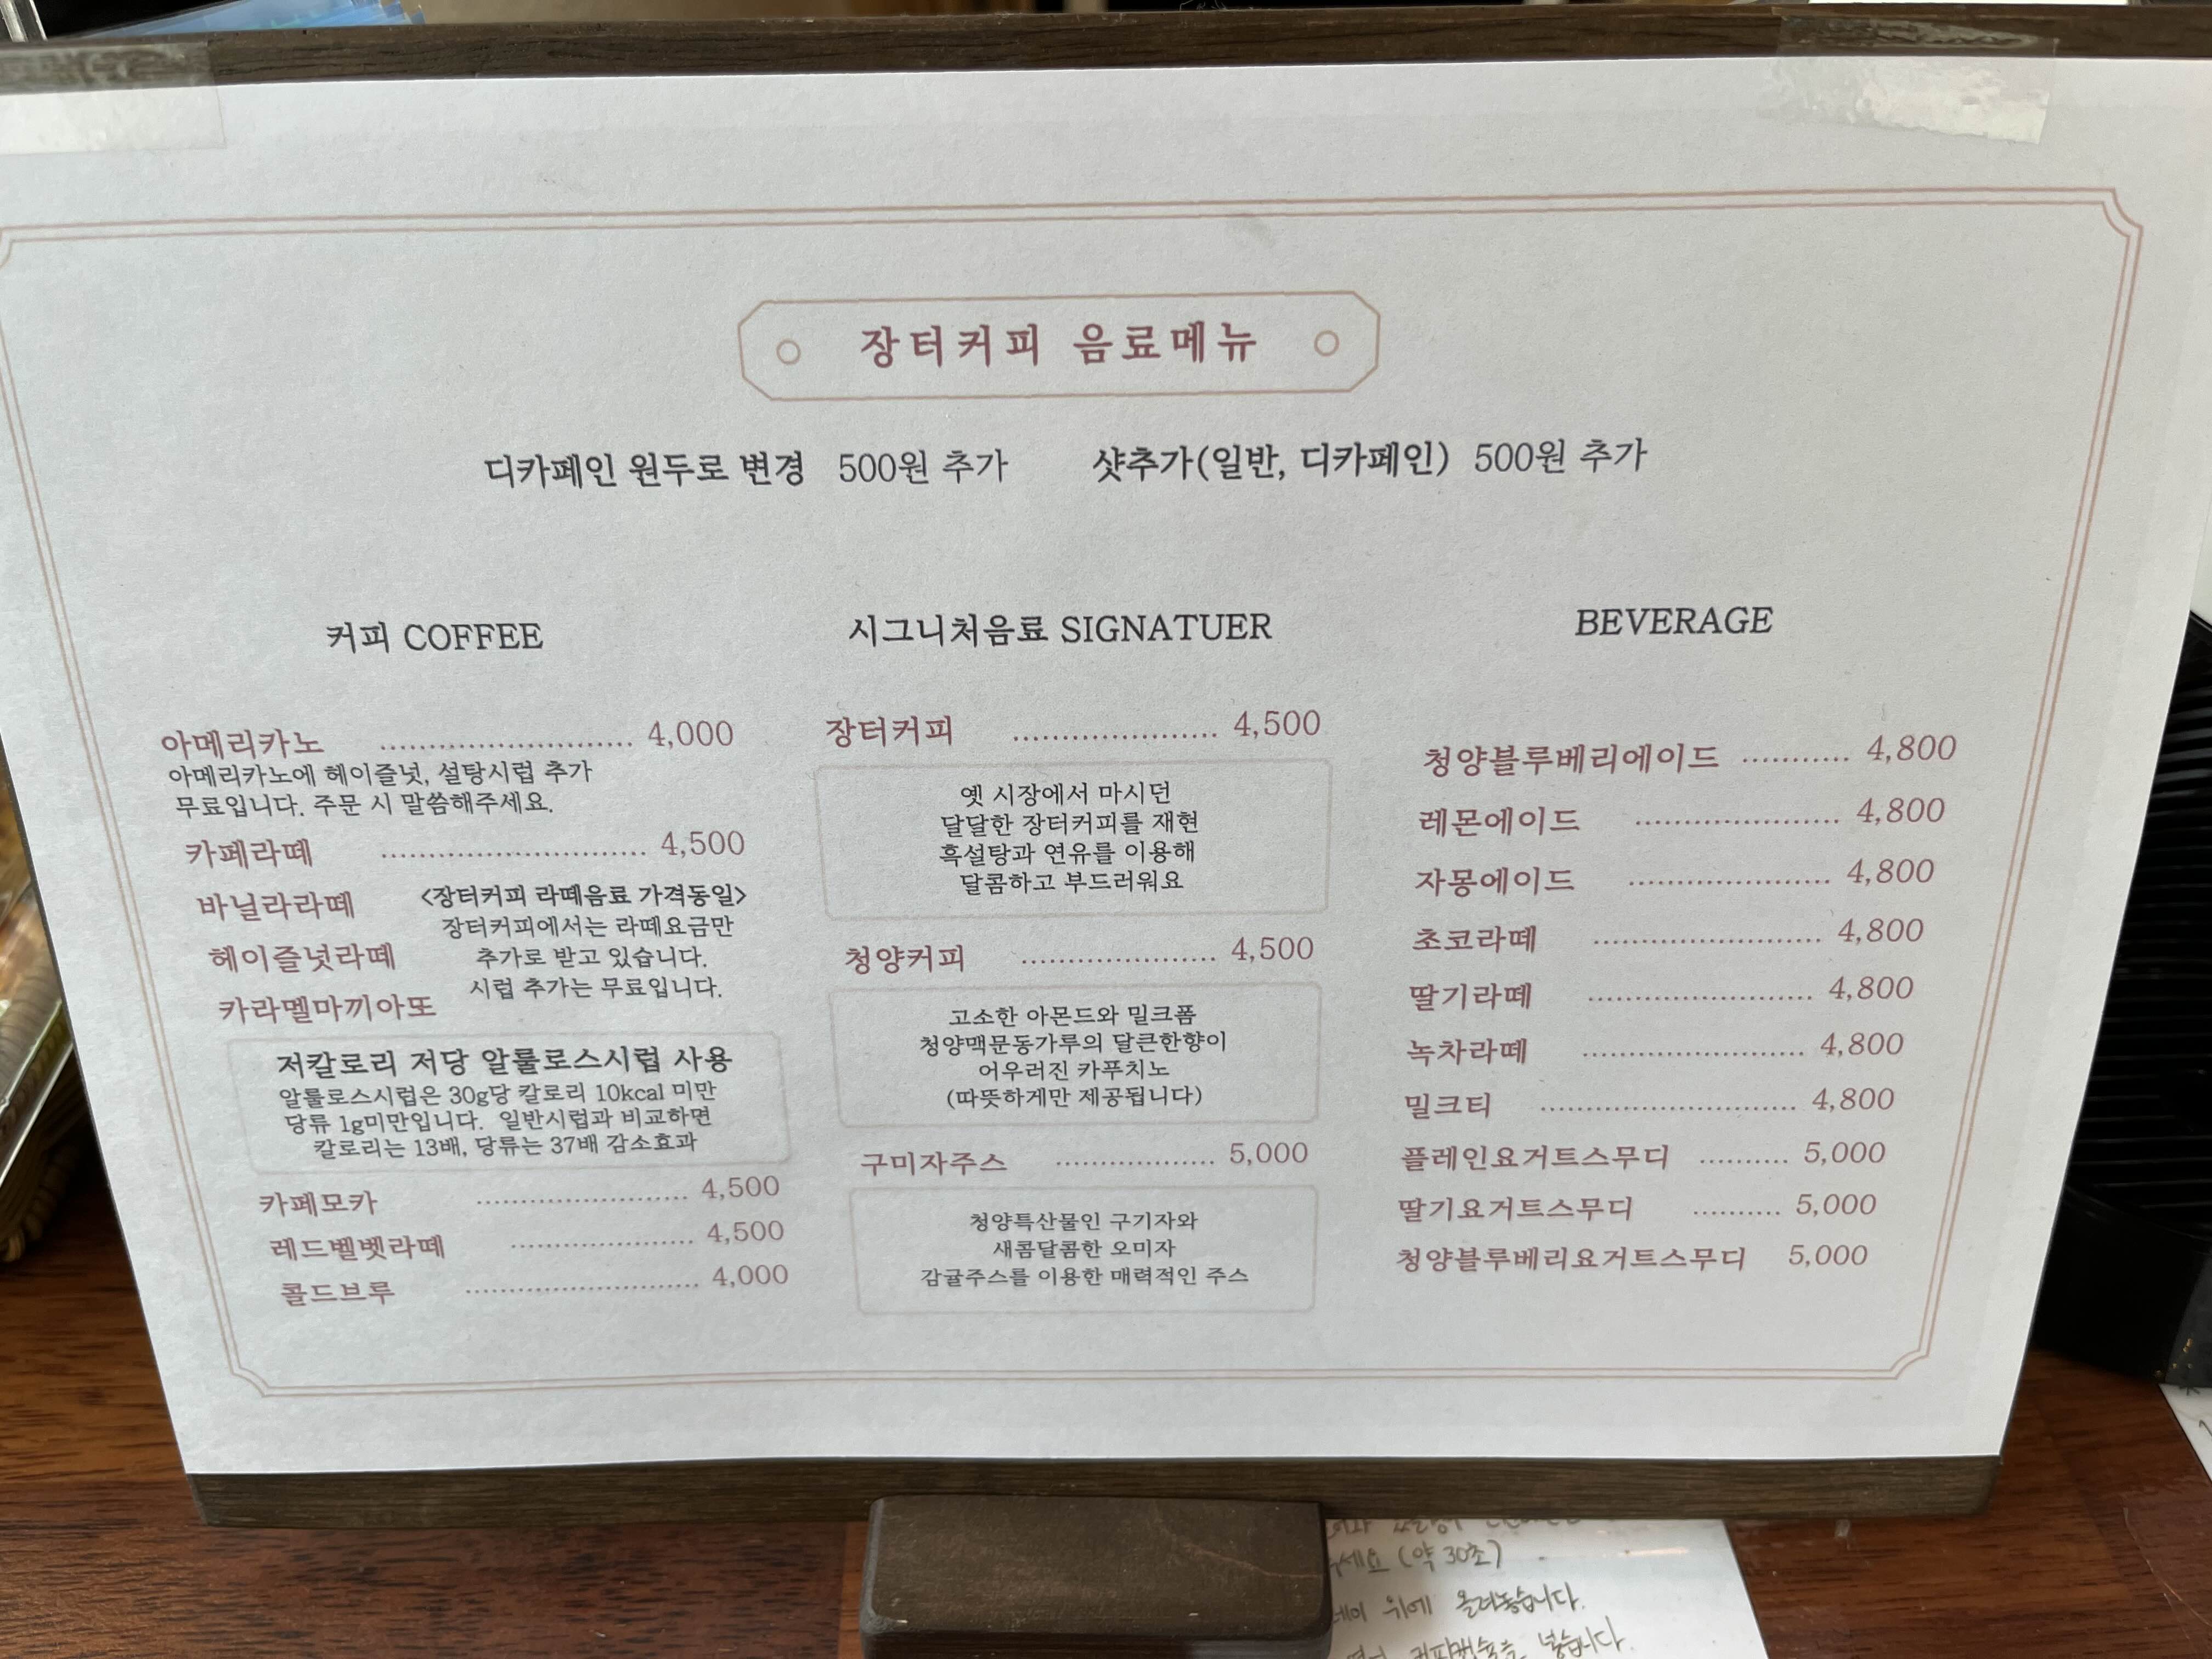 장터커피 음료메뉴
디카페인 원두로 변경 500원 추가 샷추가(일반, 디카페인) 500원 추가
커피 COFFEE
아메리카노 ........................... 4,000
아메리카노에 헤이즐넛, 설탕시럽 추가
무료입니다. 주문 시 말씀해주세요.
카페라떼 ............................ 4,500
바닐라라떼
헤이즐넛라떼
카라멜마끼아또
<장터커피 라떼음료 가격동일>
장터커피에서는 라떼요금만
추가로 받고 있습니다.
시럽 추가는 무료입니다.
저칼로리 저당 알룰로스시럽 사용
알룰로스시럽은 30g당 칼로리 10kcal 미만
당류 1g미만입니다. 일반시럽과 비교하면
칼로리는 13배, 당류는 37배 감소효과
카페모카 ....................... 4,500
레드벨벳라떼 .................... 4,500
콜드브루 ......................... 4,000
시그니처음료 SIGNATUER
장터커피 ...................... 4,500
옛 시장에서 마시던
달달한 장터커피를 재현
흑설탕과 연유를 이용해
달콤하고 부드러워요
청양커피 ..................... 4,500
고소한 아몬드와 밀크폼
청양맥문동가루의 달큰한향이
어우러진 카푸치노
(따뜻하게만 제공됩니다)
구미자주스 ................. 5,000
청양특산물인 구기자와
새콤달콤한 오미자
감귤주스를 이용한 매력적인 주스
BEVERAGE
청양블루베리에이드 ........... 4,800
레몬에이드 ..................... 4,800
자몽에이드 ..................... 4,800
초코라떼 ........................ 4,800
딸기라떼 ........................ 4,800
녹차라떼 ........................ 4,800
밀크티 ............................ 4,800
플레인요거트스무디 .......... 5,000
딸기요거트스무디 .......... 5,000
청양블루베리요거트스무디 5,000
(약 30초)
위에 올려놓습니다.
넣습니다.